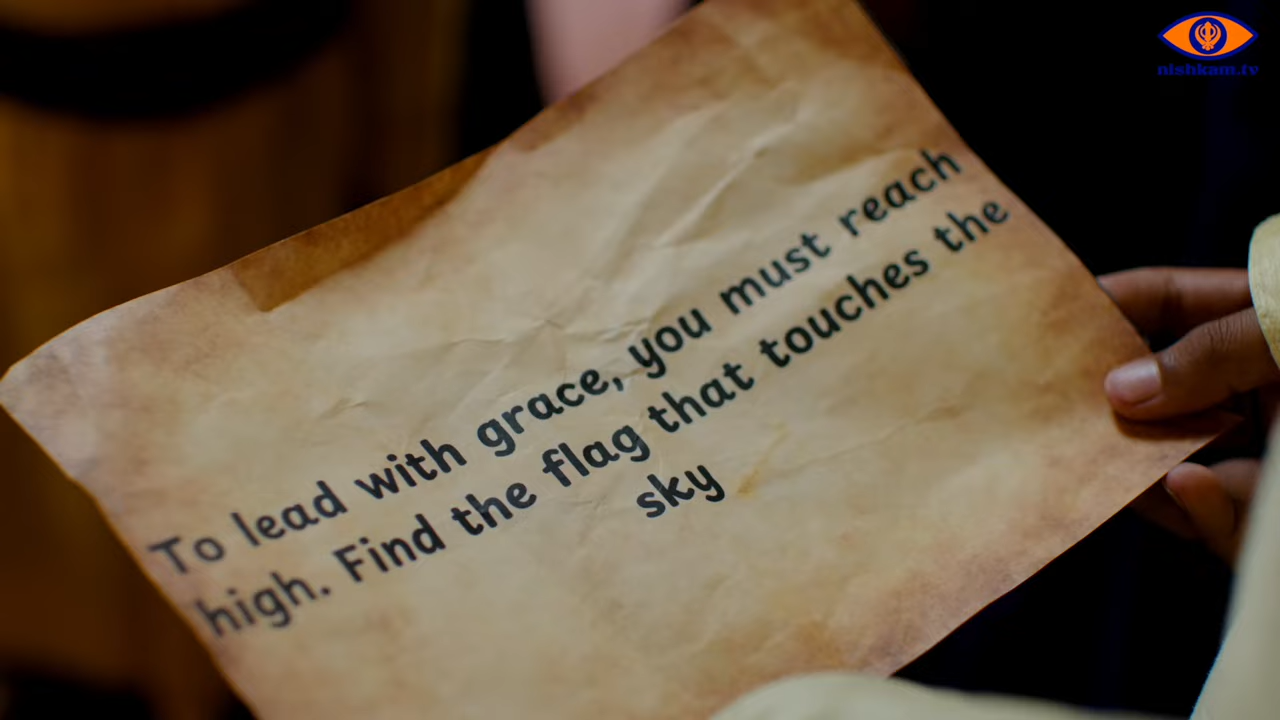 nishkam.tv
To lead with grace, you must reach
high. Find the flag that touches the
sky